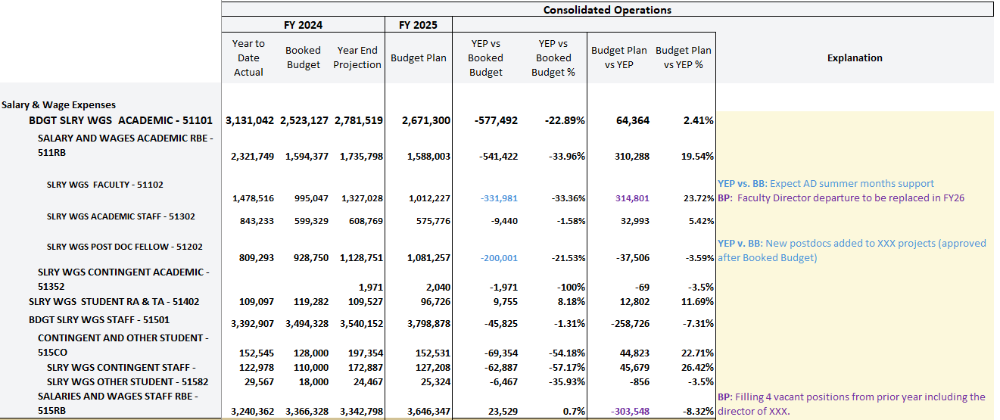 Consolidated Operations
FY 2024 FY 2025
Year to Date Actual Booked Budget Year End Projection Budget Plan YEP vs Booked Budget YEP vs Booked Budget % Budget Plan vs YEP Budget Plan vs YEP % Explanation
Salary & Wage Expenses
BDGT SLRY WGS ACADEMIC - 51101 3,131,042 2,523,127 2,781,519 2,671,300 -577,492 -22.89% 64,364 2.41%
SALARY AND WAGES ACADEMIC RBE -
511RB 2,321,749 1,594,377 1,735,798 1,588,003 -541,422 -33.96% 310,288 19.54%
YEP vs. BB: Expect AD summer months support
SLRY WGS FACULTY - 51102 1,478,516 995,047 1,327,028 1,012,227 -331,981 -33.36% 314,801 23.72% BP: Faculty Director departure to be replaced in FY26
SLRY WGS ACADEMIC STAFF - 51302 843,233 599,329 608,769 575,776 -9,440 -1.58% 32,993 5.42%
YEP v. BB: New postdocs added to XXX projects (approved
SLRY WGS POST DOC FELLOW - 51202 809,293 928,750 1,128,751 1,081,257 -200,001 -21.53% -37,506 -3.59% after Booked Budget)
SLRY WGS CONTINGENT ACADEMIC -
51352 1,971 2,040 -1,971 -100% -69 -3.5%
SLRY WGS STUDENT RA & TA - 51402 109,097 119,282 109,527 96,726 9,755 8.18% 12,802 11.69%
BDGT SLRY WGS STAFF - 51501 3,392,907 3,494,328 3,540,152 3,798,878 -45,825 -1.31% -258,726 -7.31%
CONTINGENT AND OTHER STUDENT -
515CO 152,545 128,000 197,354 152,531 -69,354 -54.18% 44,823 22.71%
SLRY WGS CONTINGENT STAFF - 122,978 110,000 172,887 127,208 -62,887 -57.17% 45,679 26.42%
SLRY WGS OTHER STUDENT - 51582 29,567 18,000 24,467 25,324 -6,467 -35.93% -856 -3.5%
SALARIES AND WAGES STAFF RBE - BP: Filling 4 vacant positions from prior year including the
515RB 3,240,362 3,366,328 3,342,798 3,646,347 23,529 0.7% -303,548 -8.32% director of XXX.